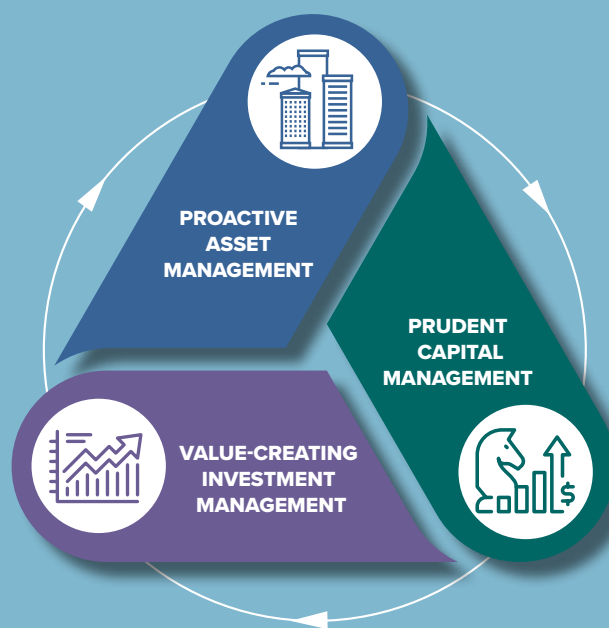 PROACTIVE
ASSET
MANAGEMENT
PRUDENT
CAPITAL
MANAGEMENT
$
VALUE-CREATING
INVESTMENT
MANAGEMENT